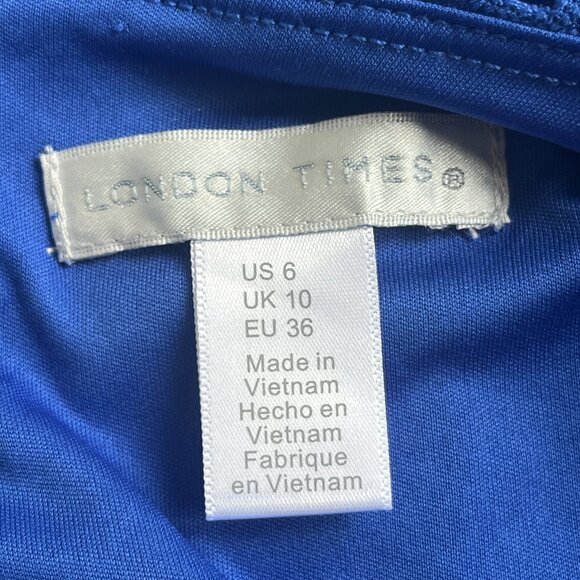 LONDON TIMES®
US 6
UK 10
EU 36
Made in
Vietnam
Hecho en
Vietnam
Fabrique
en Vietnam